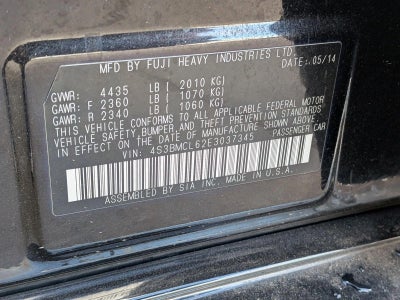 MFD BY FUJI HEAVY INDUSTRIES LTD.
DATE: 05/14
GVWR: 4435 LB ( 2010 KG)
GAWR: F 2360 LB ( 1070 KG)
GAWR: R 2340 LB ( 1060 KG)
THIS VEHICLE CONFORMS TO ALL APPLICABLE FEDERAL MOTOR
VEHICLE SAFETY,BUMPER,AND THEFT PREVENTION STANDARDS
IN EFFECT ON THE DATE OF MANUFACTURE SHOWN ABOVE.
VIN: 4S3BMCL62E3037345 PASSENGER CAR
ASSEMBLED BY SIA INC. MADE IN U.S.A.